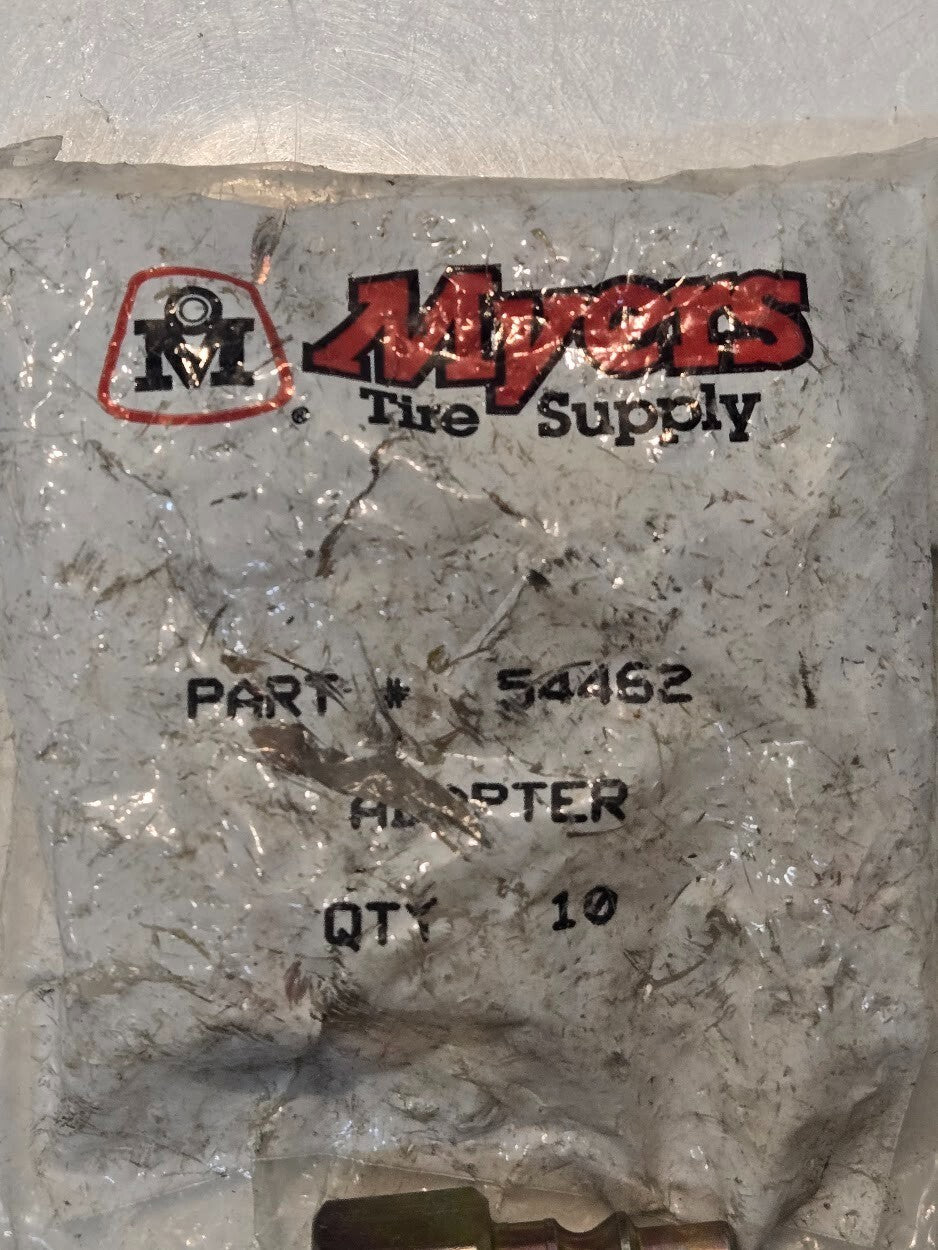 M ® Myers
Tire Supply
PART # 54462
ADAPTER
QTY 10